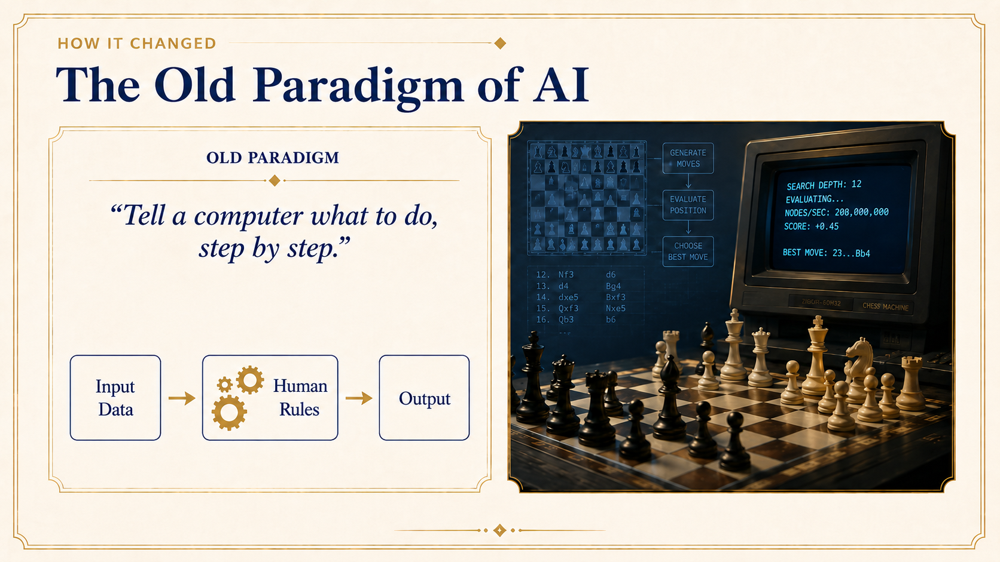 HOW IT CHANGED
The Old Paradigm of AI
OLD PARADIGM
“Tell a computer what to do,
step by step.”
Input
Data
Human
Rules
Output
GENERATE
MOVES
EVALUATE
POSITION
CHOOSE
BEST MOVE
12. Nf3 d6
13. d4 Bg4
14. dxe5 Bxf3
15. Qxf3 Nxe5
16. Qb3 b6
SEARCH DEPTH: 12
EVALUATING...
NODES/SEC: 208,000,000
SCORE: +0.45
BEST MOVE: 23...Bb4
CHESS MACHINE